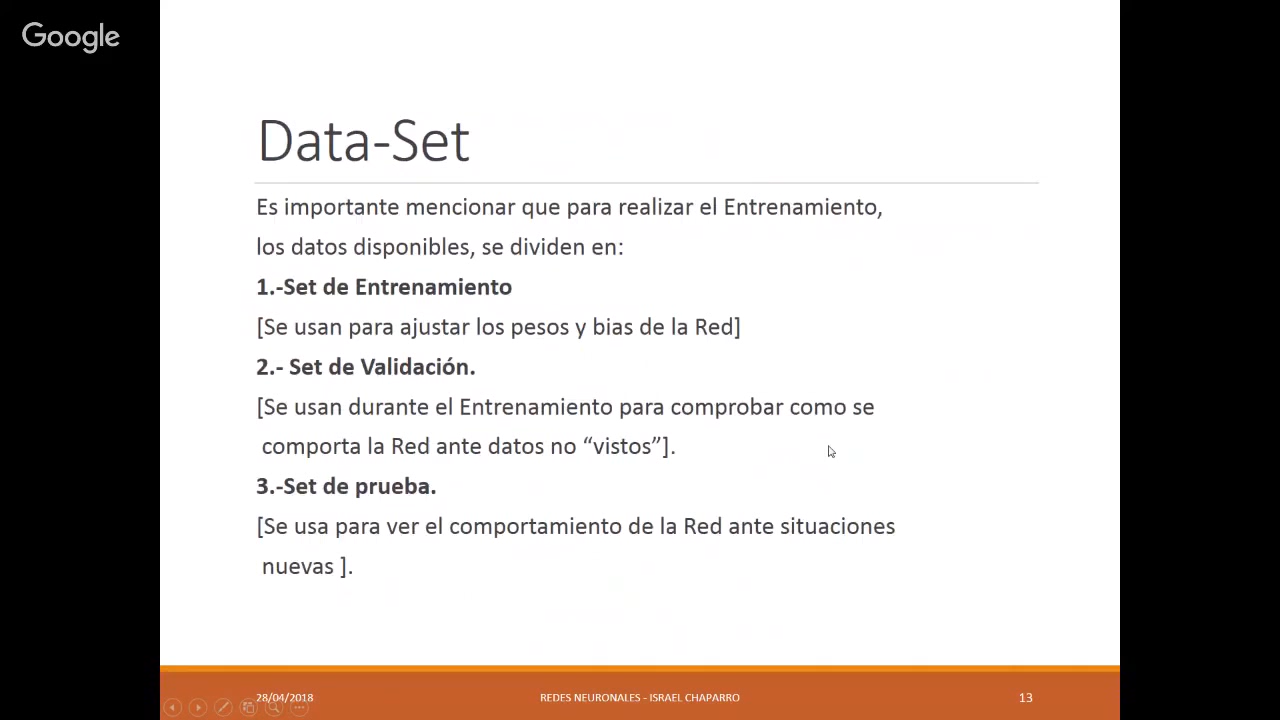 Google
Data-Set
Es importante mencionar que para realizar el Entrenamiento,
los datos disponibles, se dividen en:
1.-Set de Entrenamiento
[Se usan para ajustar los pesos y bias de la Red]
2.- Set de Validación.
[Se usan durante el Entrenamiento para comprobar como se
comporta la Red ante datos no “vistos”].
3.-Set de prueba.
[Se usa para ver el comportamiento de la Red ante situaciones
nuevas ].
28/04/2018 REDES NEURONALES - ISRAEL CHAPARRO 13